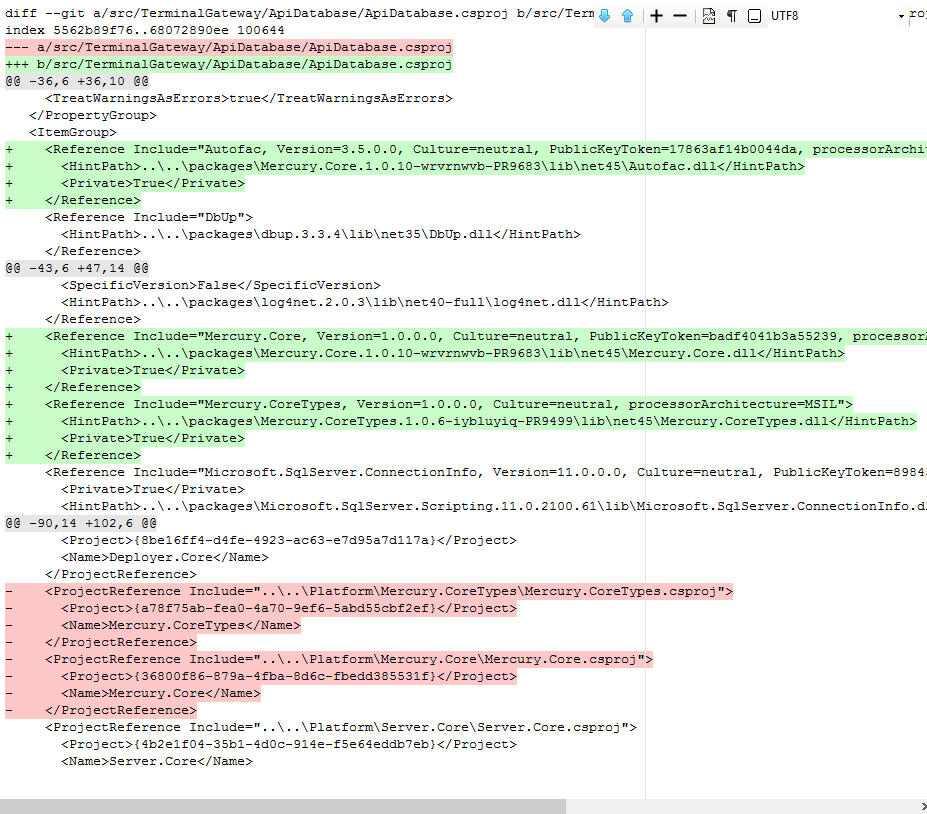 diff --git a/src/TerminalGateway/ApiDatabase/ApiDatabase.csproj b/src/Term
UTF8
index 5562b89f76..68072890ee 100644
--- a/src/TerminalGateway/ApiDatabase/ApiDatabase.csproj
+++ b/src/TerminalGateway/ApiDatabase/ApiDatabase.csproj
@@ -36,6 +36,10 @@
     <TreatWarningsAsErrors>true</TreatWarningsAsErrors>
   </PropertyGroup>
   <ItemGroup>
+    <Reference Include="Autofac, Version=3.5.0.0, Culture=neutral, PublicKeyToken=17863af14b0044da, processorArchi
+      <HintPath>..\..\packages\Mercury.Core.1.0.10-wrvrnwvb-PR9683\lib\net45\Autofac.dll</HintPath>
+      <Private>True</Private>
+    </Reference>
     <Reference Include="DbUp">
       <HintPath>..\..\packages\dbup.3.3.4\lib\net35\DbUp.dll</HintPath>
     </Reference>
@@ -43,6 +47,14 @@
       <SpecificVersion>False</SpecificVersion>
       <HintPath>..\..\packages\log4net.2.0.3\lib\net40-full\log4net.dll</HintPath>
     </Reference>
+    <Reference Include="Mercury.Core, Version=1.0.0.0, Culture=neutral, PublicKeyToken=badf4041b3a55239, processor
+      <HintPath>..\..\packages\Mercury.Core.1.0.10-wrvrnwvb-PR9683\lib\net45\Mercury.Core.dll</HintPath>
+      <Private>True</Private>
+    </Reference>
+    <Reference Include="Mercury.CoreTypes, Version=1.0.0.0, Culture=neutral, processorArchitecture=MSIL">
+      <HintPath>..\..\packages\Mercury.CoreTypes.1.0.6-iybluyiq-PR9499\lib\net45\Mercury.CoreTypes.dll</HintPath>
+      <Private>True</Private>
+    </Reference>
     <Reference Include="Microsoft.SqlServer.ConnectionInfo, Version=11.0.0.0, Culture=neutral, PublicKeyToken=8984
       <Private>True</Private>
       <HintPath>..\..\packages\Microsoft.SqlServer.Scripting.11.0.2100.61\lib\Microsoft.SqlServer.ConnectionInfo.d
@@ -90,14 +102,6 @@
       <Project>{8be16ff4-d4fe-4923-ac63-e7d95a7d117a}</Project>
       <Name>Deployer.Core</Name>
     </ProjectReference>
-    <ProjectReference Include="..\..\Platform\Mercury.CoreTypes\Mercury.CoreTypes.csproj">
-      <Project>{a78f75ab-fea0-4a70-9ef6-5abd55cbf2ef}</Project>
-      <Name>Mercury.CoreTypes</Name>
-    </ProjectReference>
-    <ProjectReference Include="..\..\Platform\Mercury.Core\Mercury.Core.csproj">
-      <Project>{36800f86-879a-4fba-8d6c-fbedd385531f}</Project>
-      <Name>Mercury.Core</Name>
-    </ProjectReference>
     <ProjectReference Include="..\..\Platform\Server.Core\Server.Core.csproj">
       <Project>{4b2e1f04-35b1-4d0c-914e-f5e64eddb7eb}</Project>
       <Name>Server.Core</Name>